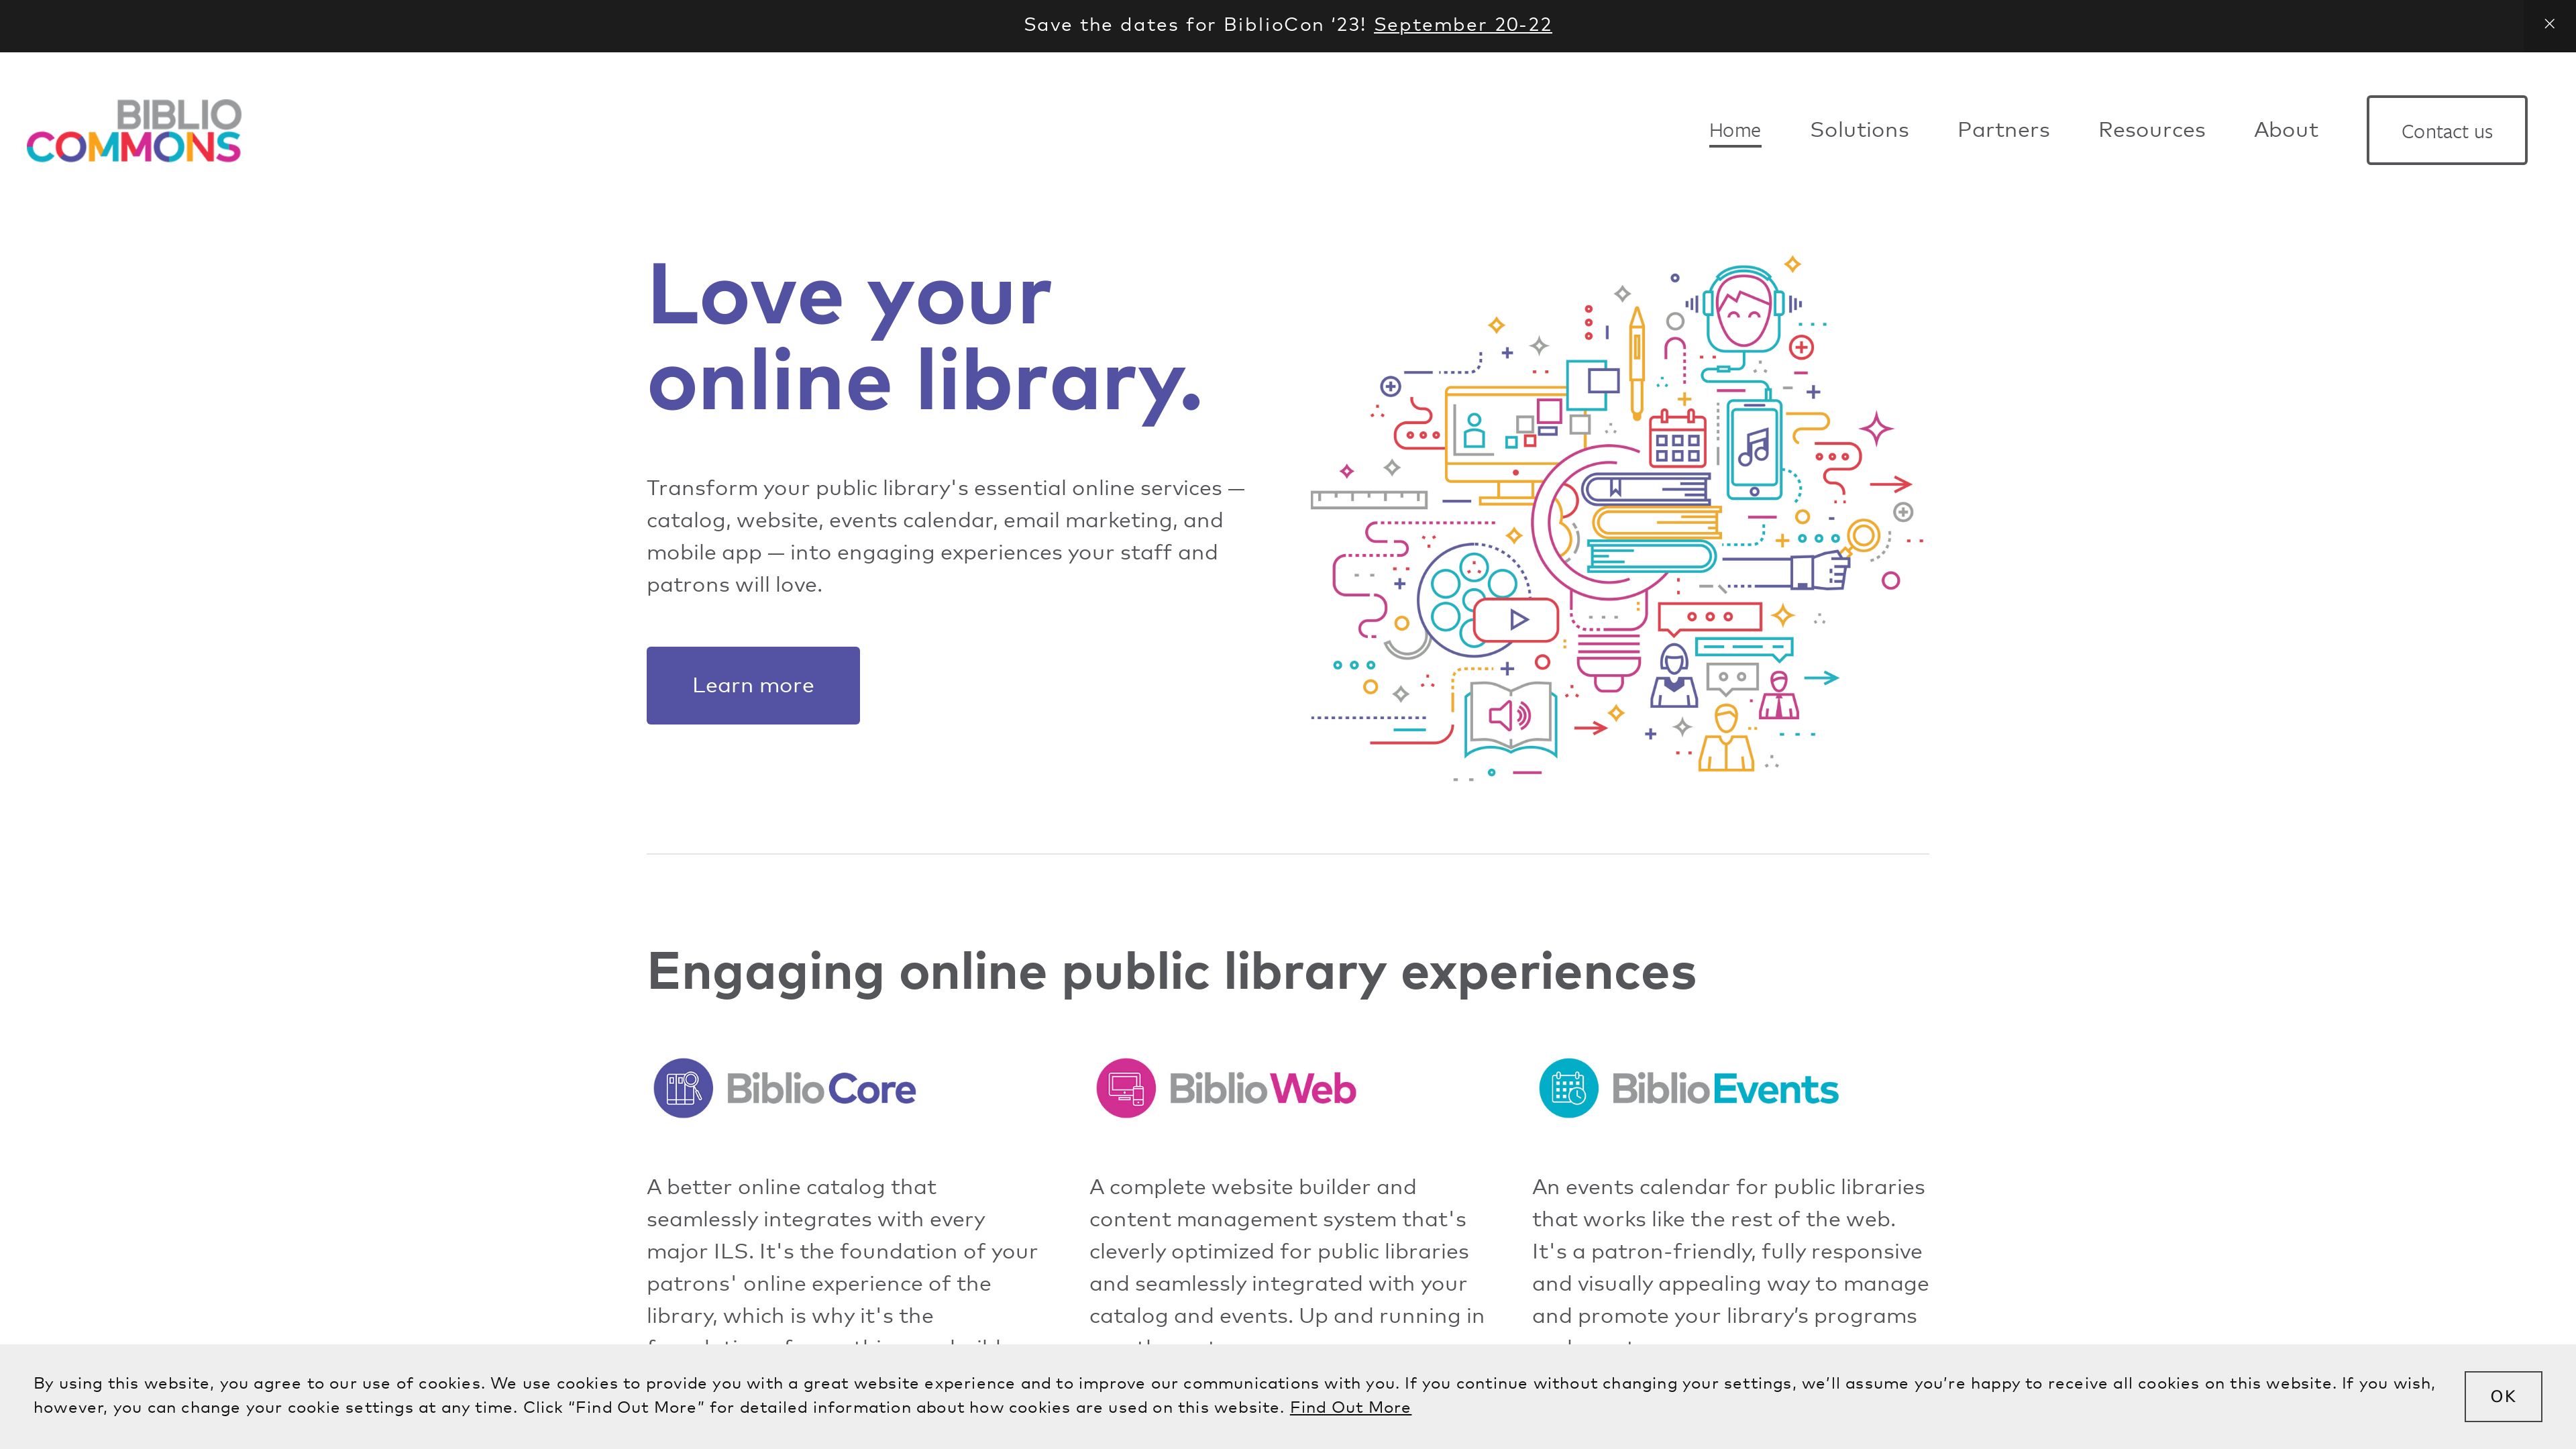 Save the dates for BiblioCon ‘23! September 20-22
BIBLIO
COMMONS
Home
Solutions
Partners
Resources
About
Contact us
Love your
online library.
Transform your public library's essential online services —
catalog, website, events calendar, email marketing, and
mobile app — into engaging experiences your staff and
patrons will love.
Learn more
Engaging online public library experiences
BiblioCore
A better online catalog that
seamlessly integrates with every
major ILS. It's the foundation of your
patrons' online experience of the
library, which is why it's the
BiblioWeb
A complete website builder and
content management system that's
cleverly optimized for public libraries
and seamlessly integrated with your
catalog and events. Up and running in
BiblioEvents
An events calendar for public libraries
that works like the rest of the web.
It's a patron-friendly, fully responsive
and visually appealing way to manage
and promote your library’s programs
By using this website, you agree to our use of cookies. We use cookies to provide you with a great website experience and to improve our communications with you. If you continue without changing your settings, we’ll assume you’re happy to receive all cookies on this website. If you wish,
however, you can change your cookie settings at any time. Click “Find Out More” for detailed information about how cookies are used on this website. Find Out More
OK